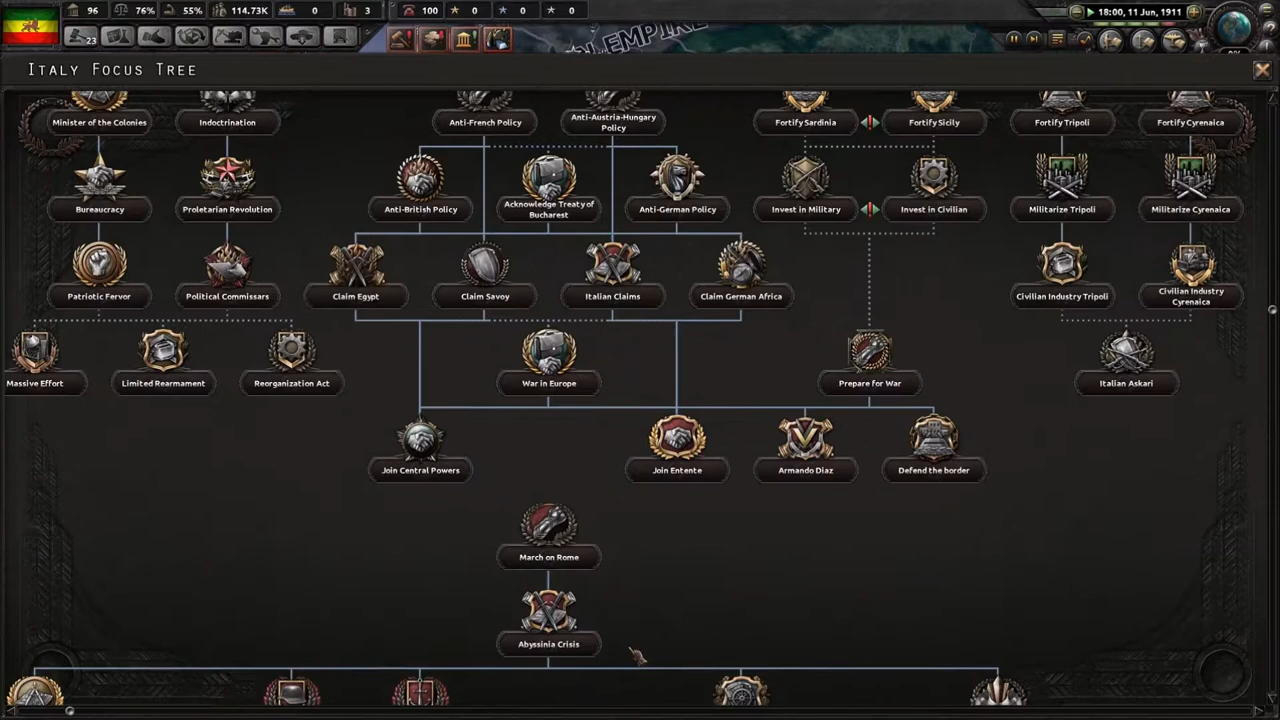 96 76% 55% 114.73K 0 3 100 0 0 0 18:00, 11 Jun, 1911
23
N EMPIRE
ITALY FOCUS TREE
Minister of the Colonies
Indoctrination
Anti-French Policy
Anti-Austria-Hungary
Policy
Fortify Sardinia
Fortify Sicily
Fortify Tripoli
Fortify Cyrenaica
Bureaucracy
Proletarian Revolution
Anti-British Policy
Acknowledge Treaty of
Bucharest
Anti-German Policy
Invest in Military
Invest in Civilian
Militarize Tripoli
Militarize Cyrenaica
Patriotic Fervor
Political Commissars
Claim Egypt
Claim Savoy
Italian Claims
Claim German Africa
Civilian Industry Tripoli
Civilian Industry
Cyrenaica
Massive Effort
Limited Rearmament
Reorganization Act
War in Europe
Prepare for War
Italian Askari
Join Central Powers
Join Entente
Armando Diaz
Defend the border
March on Rome
Abyssinia Crisis